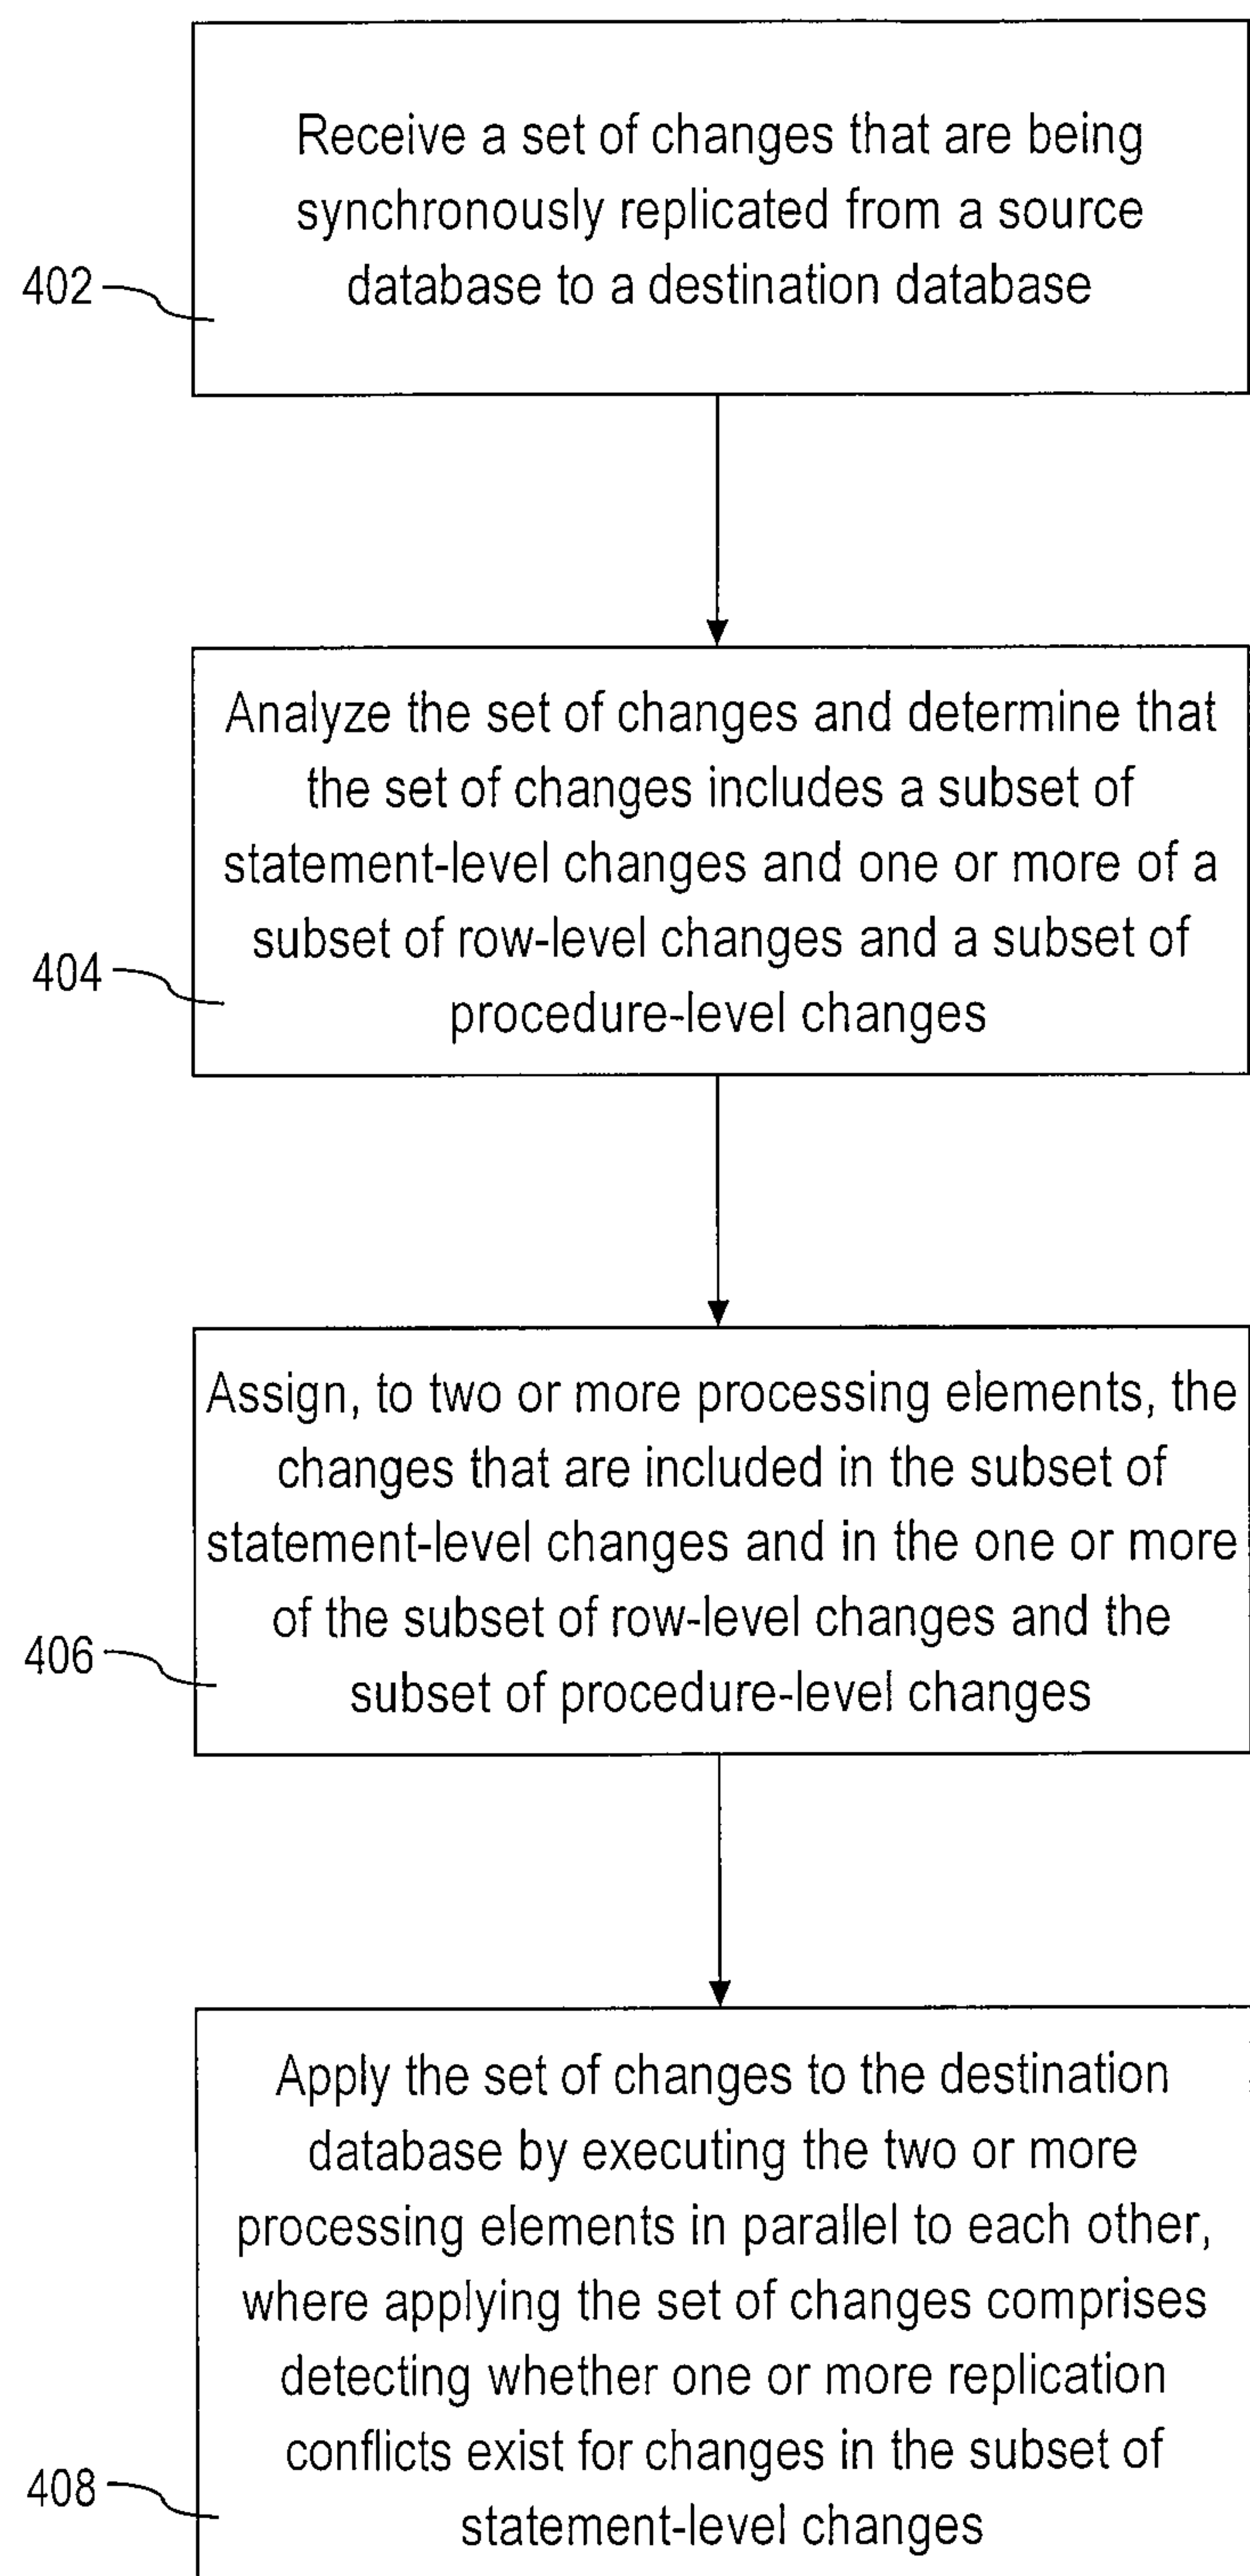 Receive a set of changes that are being
synchronously replicated from a source
database to a destination database
402
Analyze the set of changes and determine that
the set of changes includes a subset of
statement-level changes and one or more of a
subset of row-level changes and a subset of
procedure-level changes
404
Assign, to two or more processing elements, the
changes that are included in the subset of
statement-level changes and in the one or more
of the subset of row-level changes and the
subset of procedure-level changes
406
Apply the set of changes to the destination
database by executing the two or more
processing elements in parallel to each other,
where applying the set of changes comprises
detecting whether one or more replication
conflicts exist for changes in the subset of
statement-level changes
408